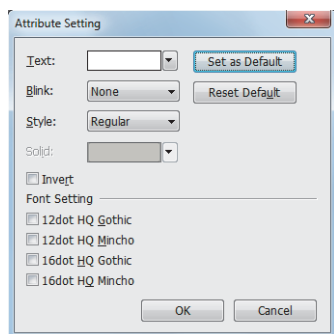 Attribute Setting
Text: Set as Default
Blink: None Reset Default
Style: Regular
Solid:
Invert
Font Setting
12dot HQ Gothic
12dot HQ Mincho
16dot HQ Gothic
16dot HQ Mincho
OK Cancel